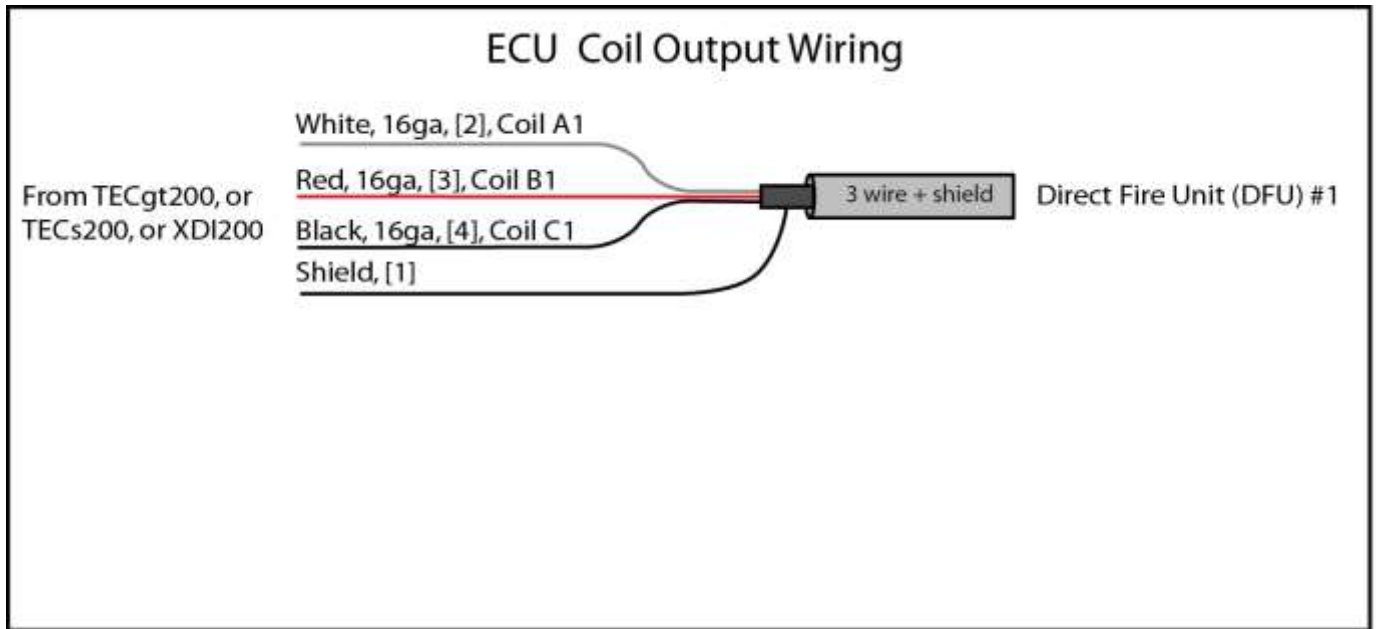 ECU Coil Output Wiring
White, 16ga, [2], Coil A1
Red, 16ga, [3], Coil B1
From TECgt200, or
TECs200, or XDI200
Black, 16ga, [4], Coil C1
Shield, [1]
3 wire + shield
Direct Fire Unit (DFU) #1